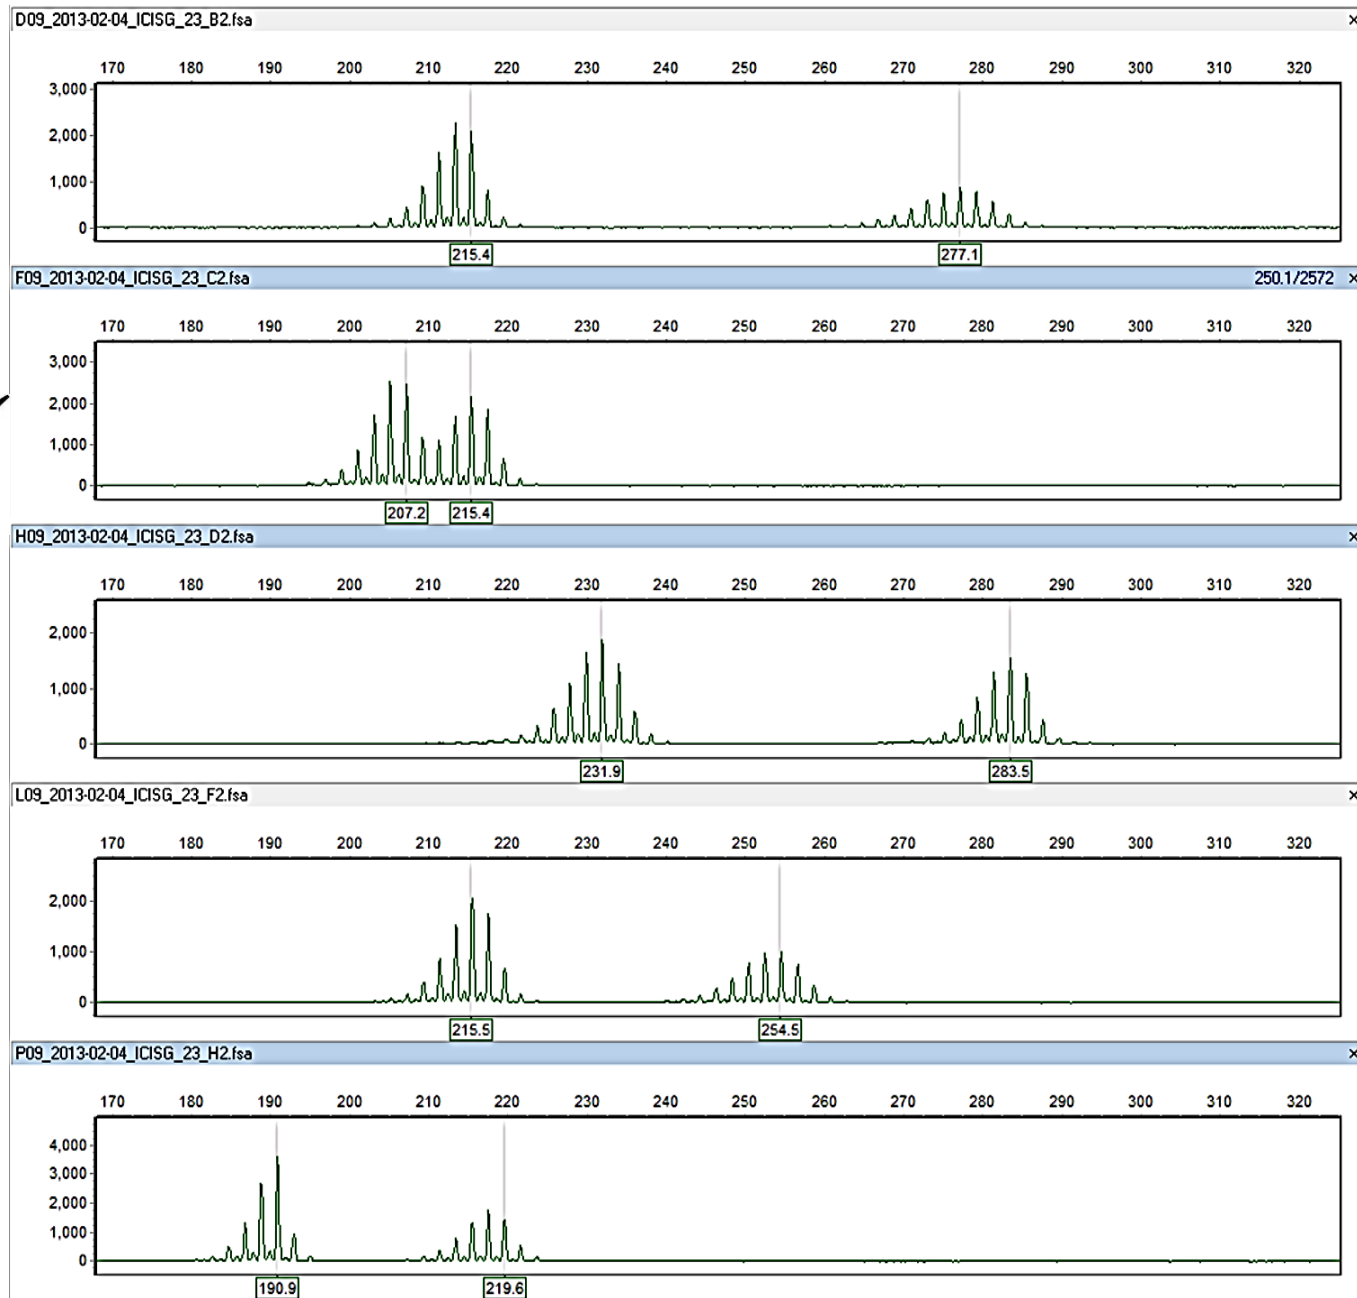 D09_2013-02-04_ICISG_23_B2.fsa ×
170 180 190 200 210 220 230 240 250 260 270 280 290 300 310 320
3,000
2,000
1,000
0
215.4 277.1
F09_2013-02-04_ICISG_23_C2.fsa 250.1/2572 ×
170 180 190 200 210 220 230 240 250 260 270 280 290 300 310 320
3,000
2,000
1,000
0
207.2 215.4
H09_2013-02-04_ICISG_23_D2.fsa ×
170 180 190 200 210 220 230 240 250 260 270 280 290 300 310 320
2,000
1,000
0
231.9 283.5
L09_2013-02-04_ICISG_23_F2.fsa ×
170 180 190 200 210 220 230 240 250 260 270 280 290 300 310 320
2,000
1,000
0
215.5 254.5
P09_2013-02-04_ICISG_23_H2.fsa ×
170 180 190 200 210 220 230 240 250 260 270 280 290 300 310 320
4,000
3,000
2,000
1,000
0
190.9 219.6